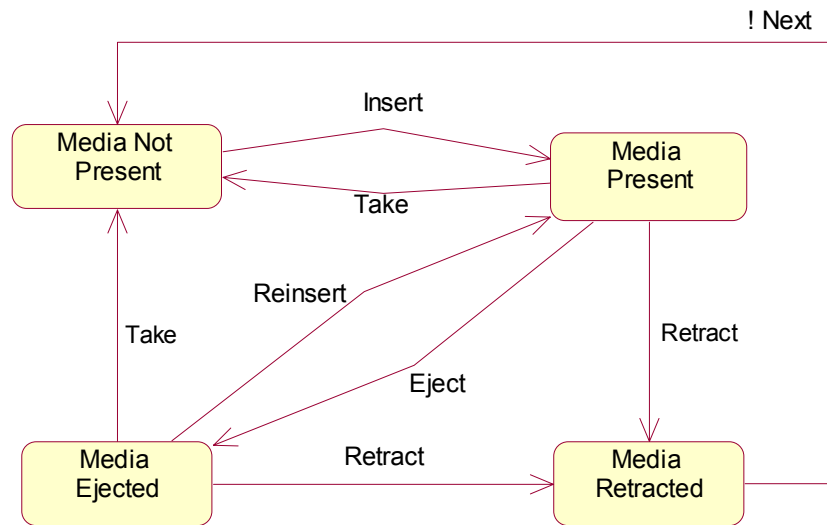 ! Next
Insert
Media Not
Present
Media
Present
Take
Reinsert
Take
Retract
Eject
Media
Ejected
Retract
Media
Retracted